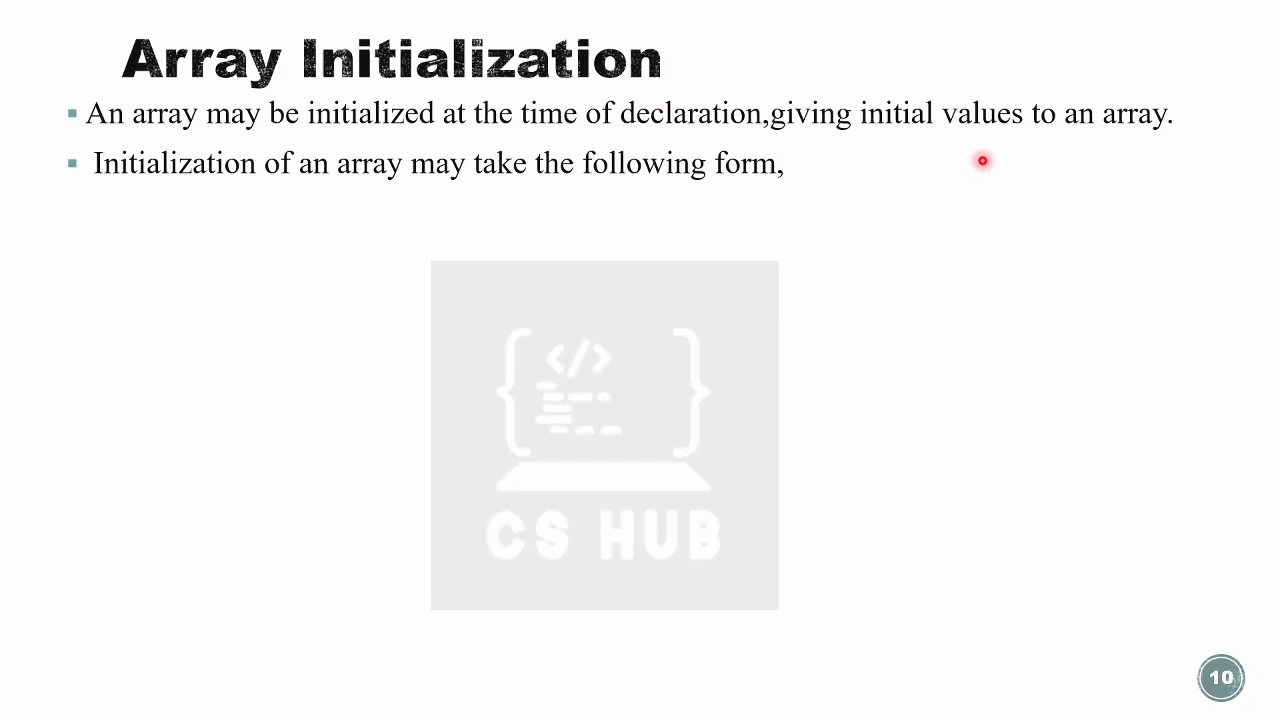 Array Initialization
An array may be initialized at the time of declaration,giving initial values to an array.
Initialization of an array may take the following form,
</>
CS HUB
10